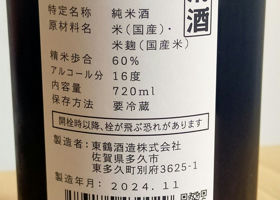 特定名称 純米酒
原材料 米(国産)・
米麹(国産米)
精米歩合 60%
アルコール分 16度
内容量 720ml
保存方法 要冷蔵
開栓時以降、栓が飛ぶ恐れがあります
製造者:東鶴酒造株式会社
佐賀県多久市
東多久町別府3625-1
製造年月:2024.11
酒